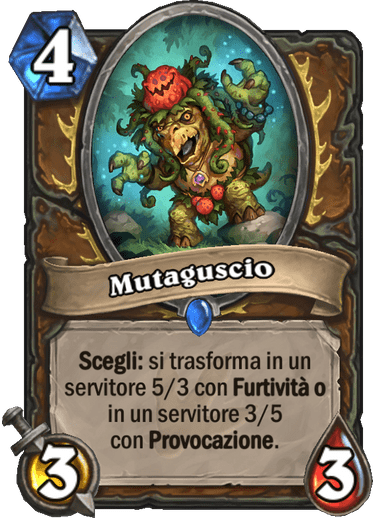 4
Mutaguscio
Scegli: si trasforma in un
servitore 5/3 con Furtività o
in un servitore 3/5
con Provocazione.
3
3